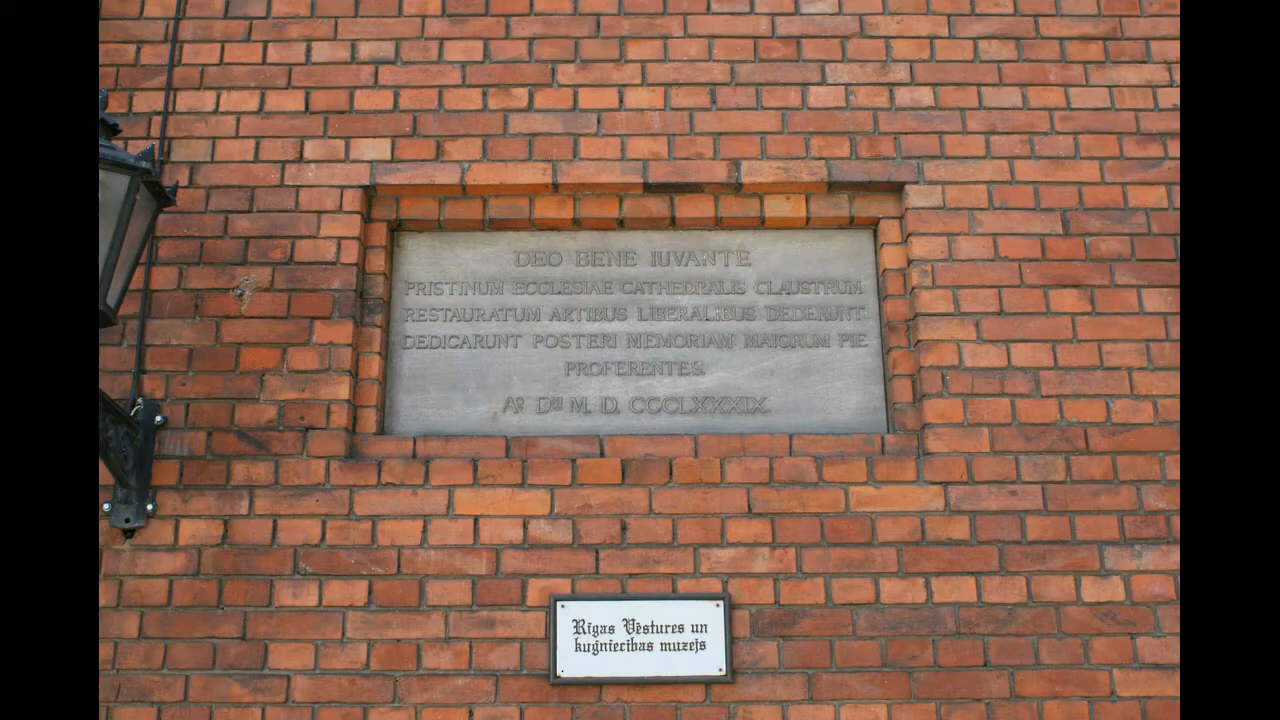 DEO BENE IUVANTE
PRISTINUM ECCLESIAE CATHEDRALIS CLAUSTRUM
RESTAURATUM ARTIBUS LIBERALIBUS DEDERUNT
DEDICARUNT POSTERI MEMORIAM MAIORUM PIE
PROFERENTES.
Aº DNI M. D. CCCLXXXIX.
Rīgas Vēstures un
kuģniecības muzejs